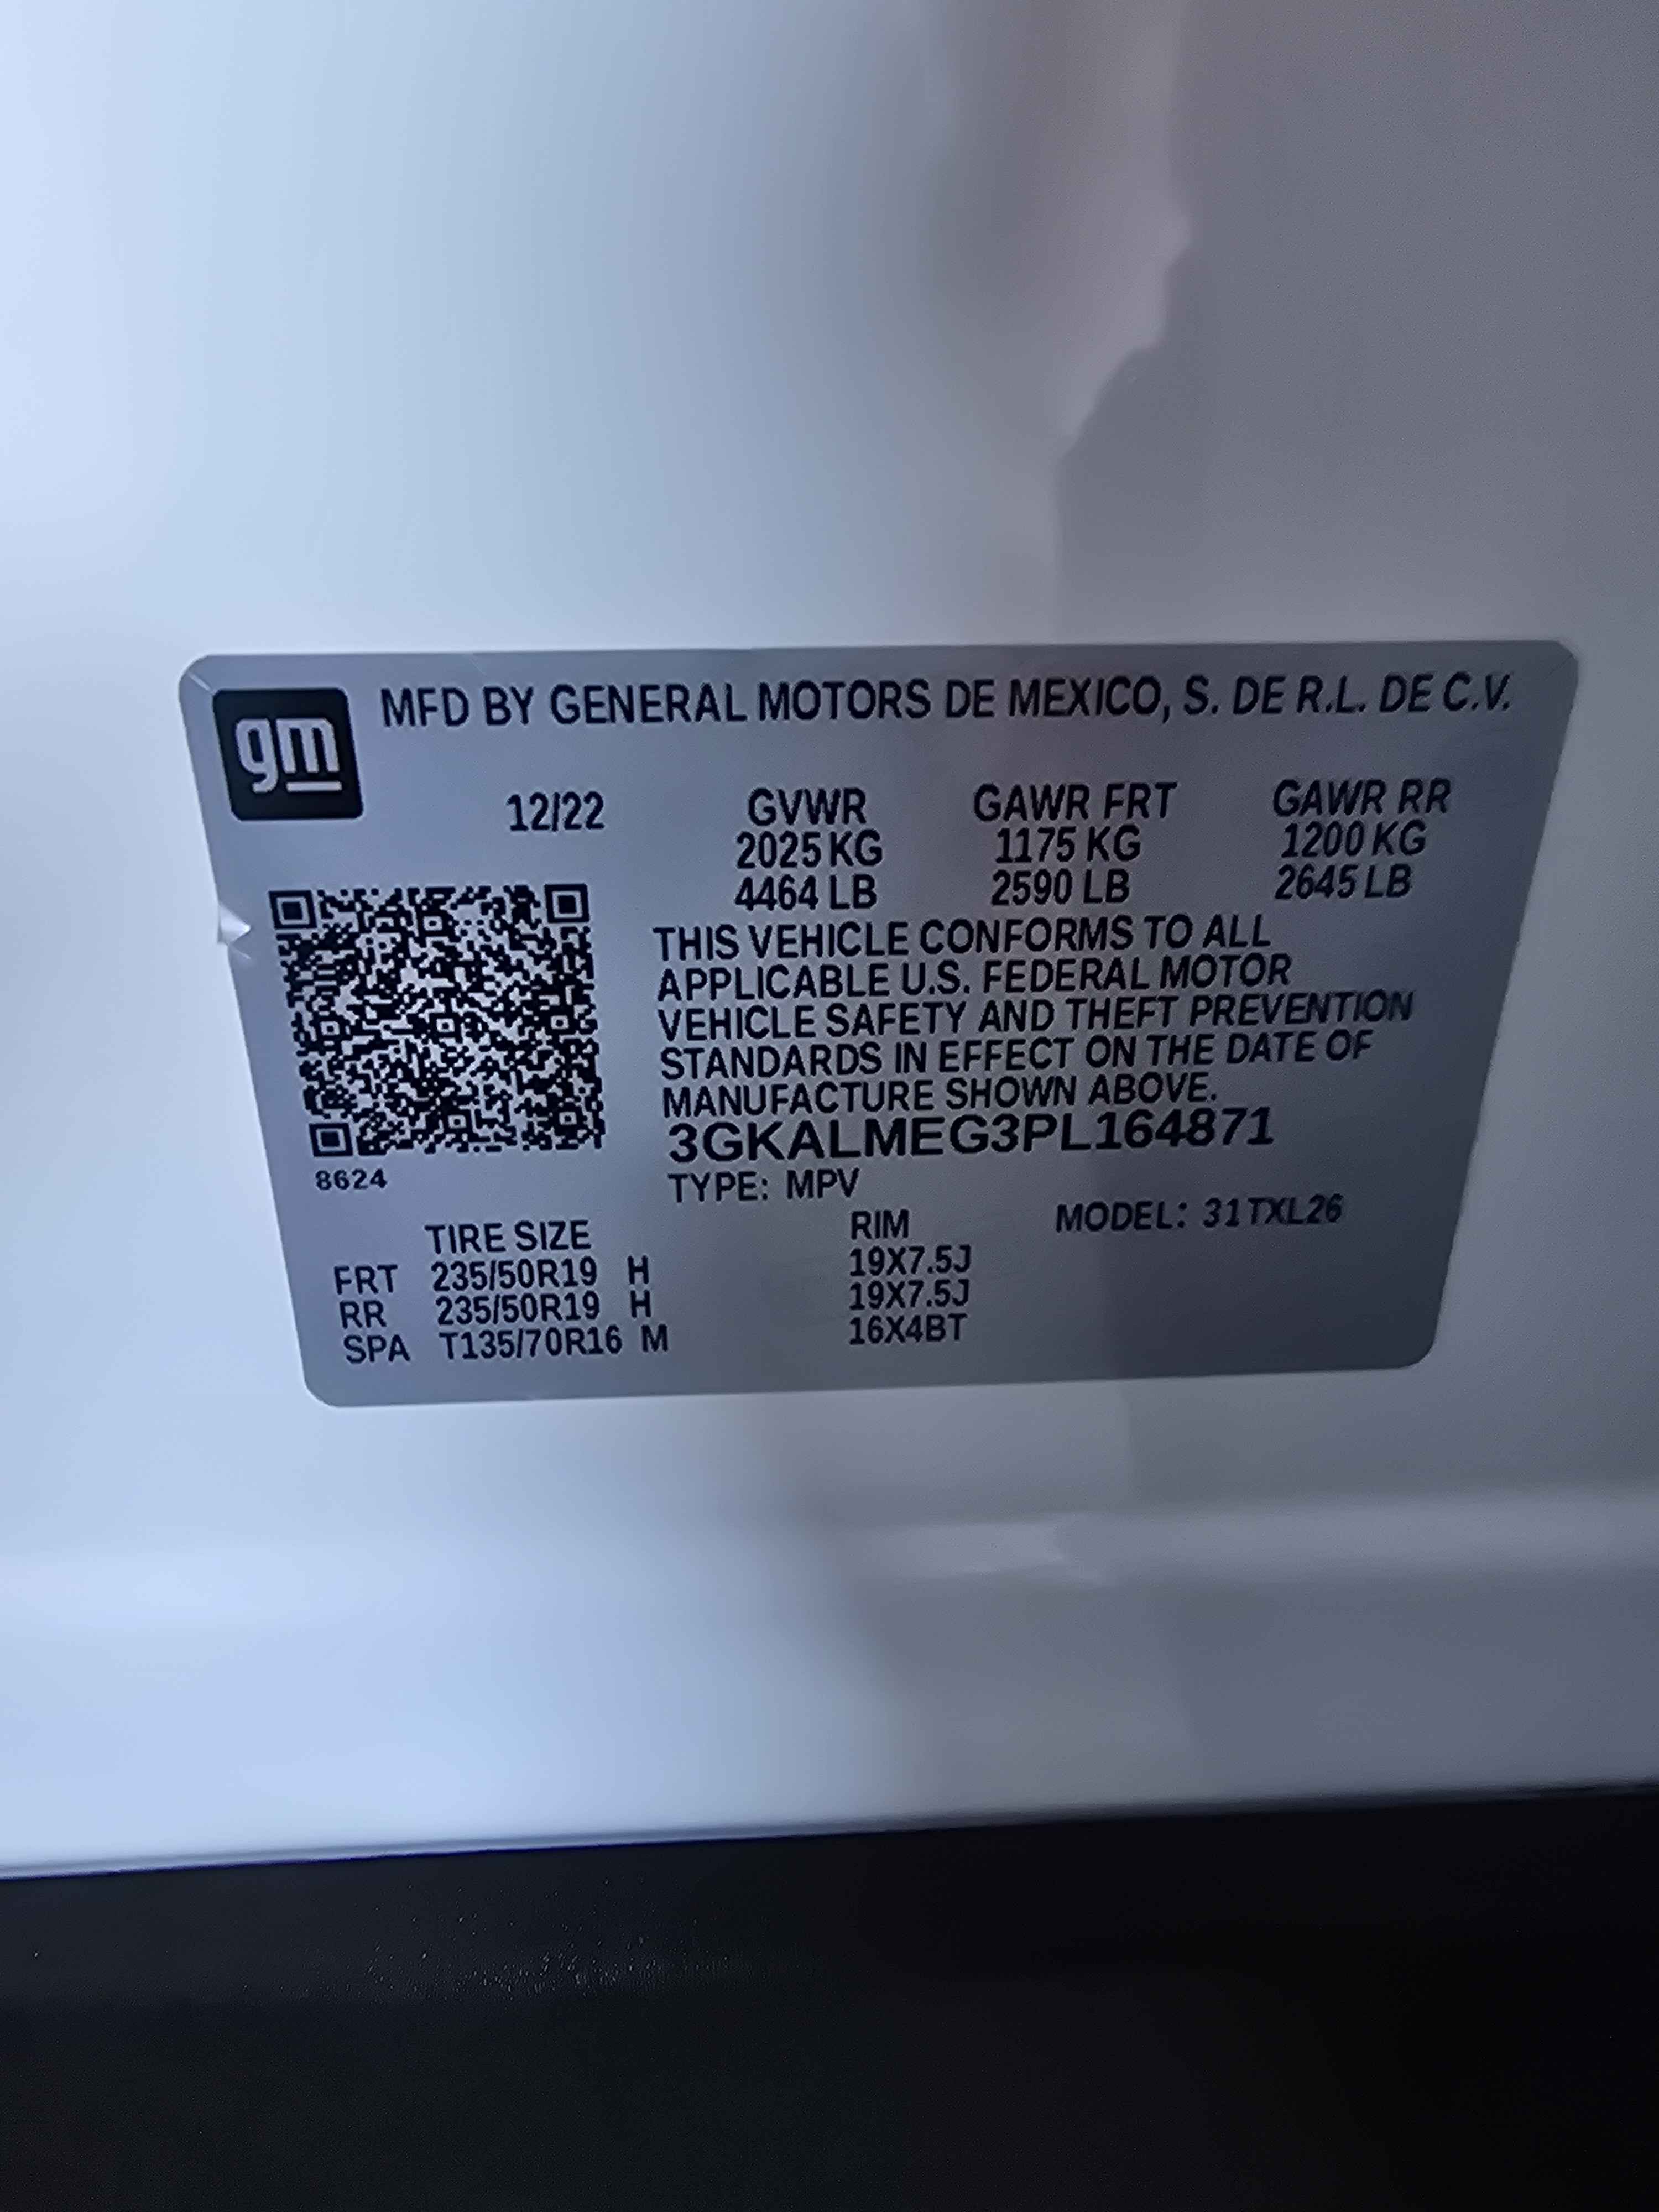 gm
MFD BY GENERAL MOTORS DE MEXICO, S. DE R.L. DE C.V.
12/22 GVWR GAWR FRT GAWR RR
2025 KG 1175 KG 1200 KG
4464 LB 2590 LB 2645 LB
THIS VEHICLE CONFORMS TO ALL
APPLICABLE U.S. FEDERAL MOTOR
VEHICLE SAFETY AND THEFT PREVENTION
STANDARDS IN EFFECT ON THE DATE OF
MANUFACTURE SHOWN ABOVE.
3GKALMEG3PL164871
8624
TYPE: MPV
TIRE SIZE RIM MODEL: 31TXL26
FRT 235/50R19 H 19X7.5J
RR 235/50R19 H 19X7.5J
SPA T135/70R16 M 16X4BT